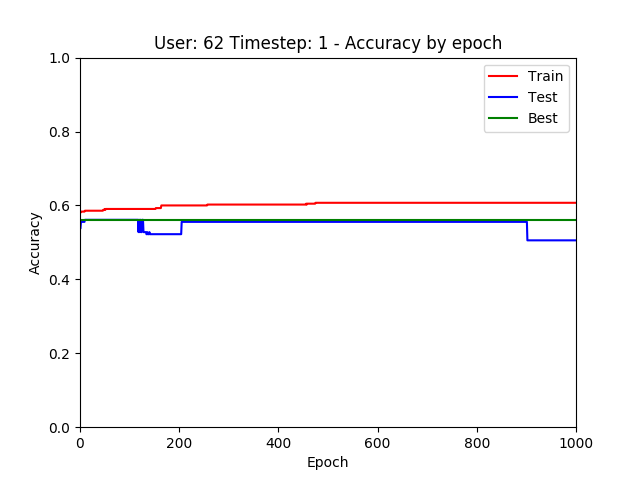 User: 62 Timestep: 1 - Accuracy by epoch
1.0
0.8
0.6
0.4
0.2
0.0
Accuracy
Train
Test
Best
0 200 400 600 800 1000
Epoch